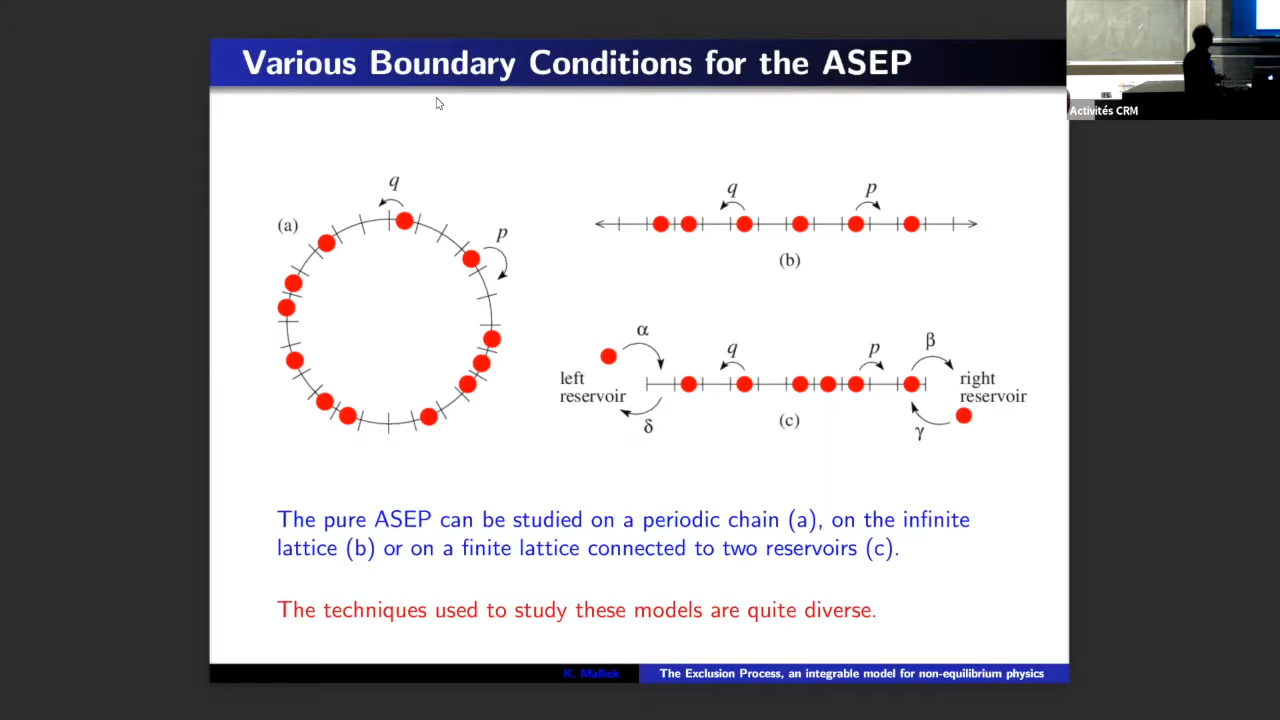 Various Boundary Conditions for the ASEP
Activités CRM
q
(a)
p
q
p
(b)
α
q
p
β
left
reservoir
right
reservoir
δ
(c)
γ
The pure ASEP can be studied on a periodic chain (a), on the infinite
lattice (b) or on a finite lattice connected to two reservoirs (c).
The techniques used to study these models are quite diverse.
K. Mallick
The Exclusion Process, an integrable model for non-equilibrium physics